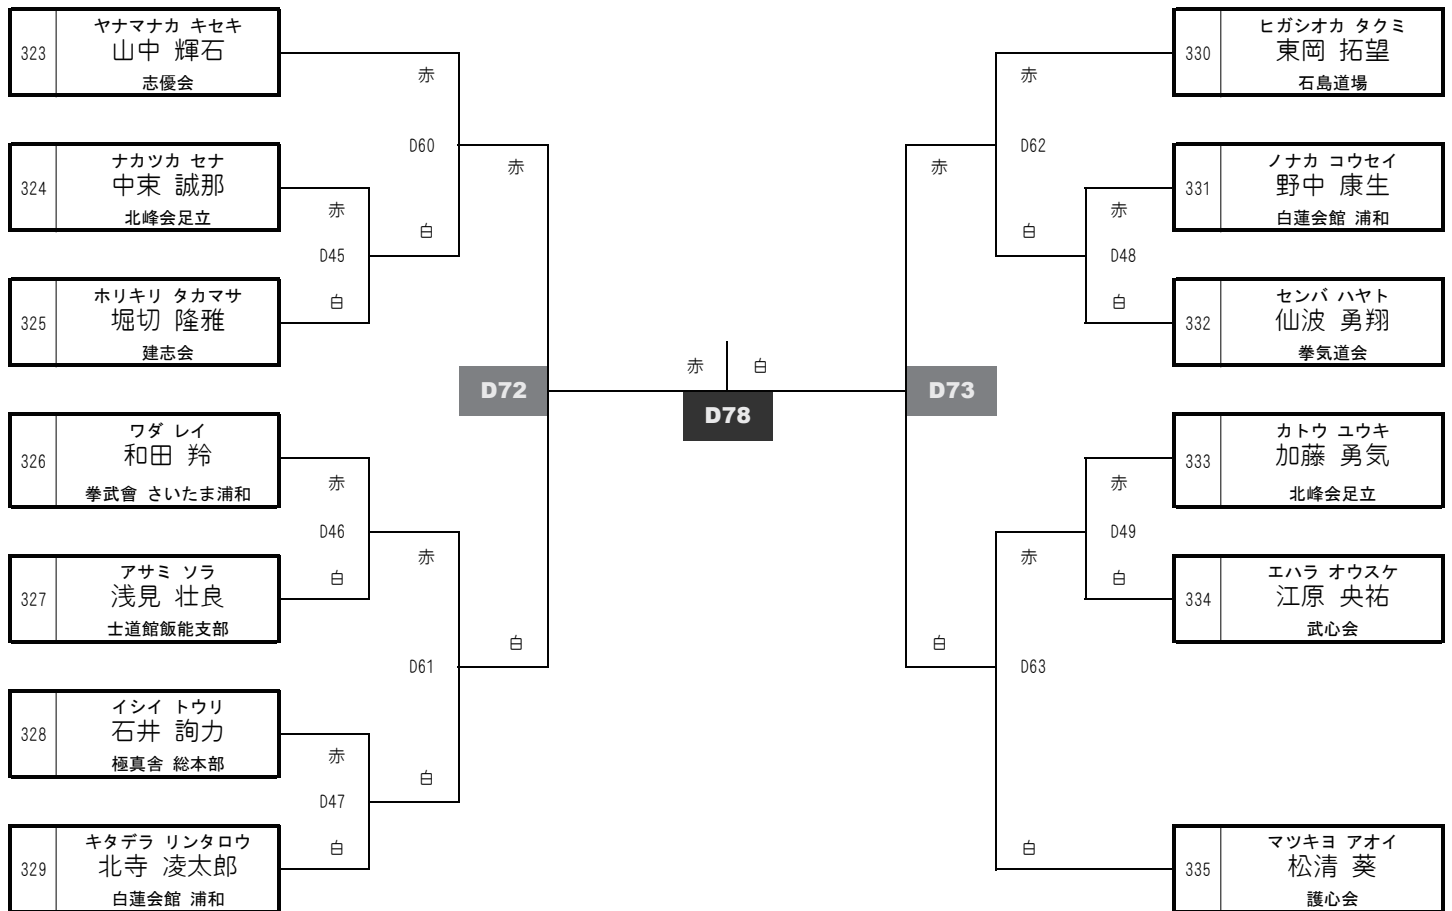 323
ヤナマナカ キセキ
山中 輝石
志優会
324
ナカツカ セナ
中束 誠那
北峰会足立
325
ホリキリ タカマサ
堀切 隆雅
建志会
326
ワダ レイ
和田 羚
拳武會 さいたま浦和
327
アサミ ソラ
浅見 壮良
士道館飯能支部
328
イシイ トウリ
石井 詢力
極真舎 総本部
329
キタデラ リンタロウ
北寺 凌太郎
白蓮会館 浦和
赤
D45
白
赤
D46
白
赤
D47
白
赤
D60
白
赤
D61
白
赤
D72
白
赤 白
D78
赤
D73
白
赤
D62
白
赤
D63
白
赤
D48
白
赤
D49
白
330
ヒガシオカ タクミ
東岡 拓望
石島道場
331
ノナカ コウセイ
野中 康生
白蓮会館 浦和
332
センバ ハヤト
仙波 勇翔
拳気道会
333
カトウ ユウキ
加藤 勇気
北峰会足立
334
エハラ オウスケ
江原 央祐
武心会
335
マツキヨ アオイ
松清 葵
護心会